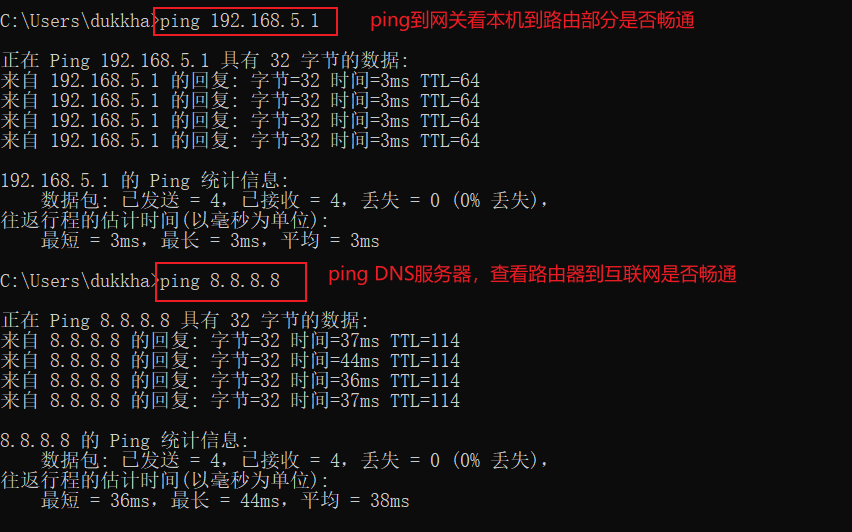 C:\Users\dukkha>ping 192.168.5.1 ping到网关看本机到路由部分是否畅通
正在 Ping 192.168.5.1 具有 32 字节的数据:
来自 192.168.5.1 的回复: 字节=32 时间=3ms TTL=64
来自 192.168.5.1 的回复: 字节=32 时间=3ms TTL=64
来自 192.168.5.1 的回复: 字节=32 时间=3ms TTL=64
来自 192.168.5.1 的回复: 字节=32 时间=3ms TTL=64
192.168.5.1 的 Ping 统计信息:
数据包: 已发送 = 4，已接收 = 4，丢失 = 0 (0% 丢失)，
往返行程的估计时间(以毫秒为单位):
最短 = 3ms，最长 = 3ms，平均 = 3ms
C:\Users\dukkha>ping 8.8.8.8 ping DNS服务器，查看路由器到互联网是否畅通
正在 Ping 8.8.8.8 具有 32 字节的数据:
来自 8.8.8.8 的回复: 字节=32 时间=37ms TTL=114
来自 8.8.8.8 的回复: 字节=32 时间=44ms TTL=114
来自 8.8.8.8 的回复: 字节=32 时间=36ms TTL=114
来自 8.8.8.8 的回复: 字节=32 时间=37ms TTL=114
8.8.8.8 的 Ping 统计信息:
数据包: 已发送 = 4，已接收 = 4，丢失 = 0 (0% 丢失)，
往返行程的估计时间(以毫秒为单位):
最短 = 36ms，最长 = 44ms，平均 = 38ms